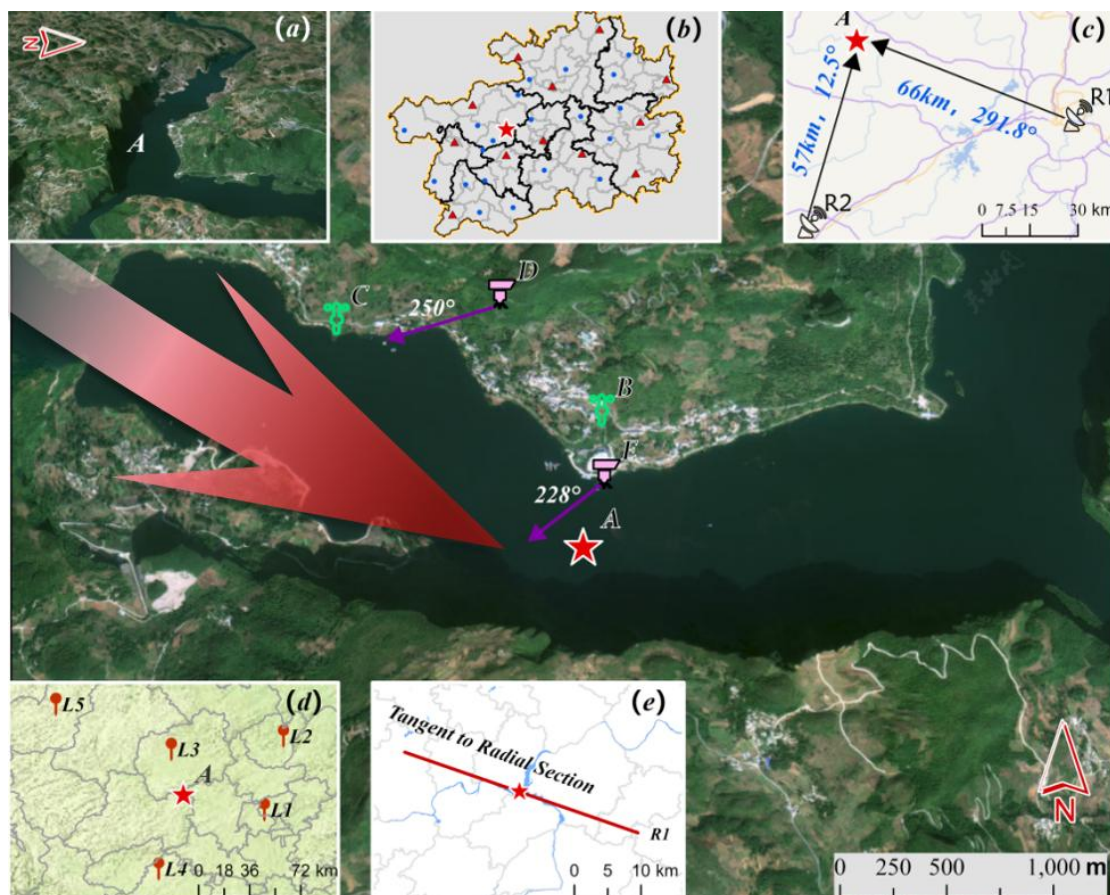 (a)
N
A
(b)
(c)
A
R1
66km, 291.8°
57km, 12.5°
R2
0 7.5 15 30 km
D
C
250°
B
E
228°
A
(d)
L5
L2
L3
A
L1
L4
0 18 36 72 km
(e)
Tangent to Radial Section
R1
0 5 10 km
N
0 250 500 1,000 m